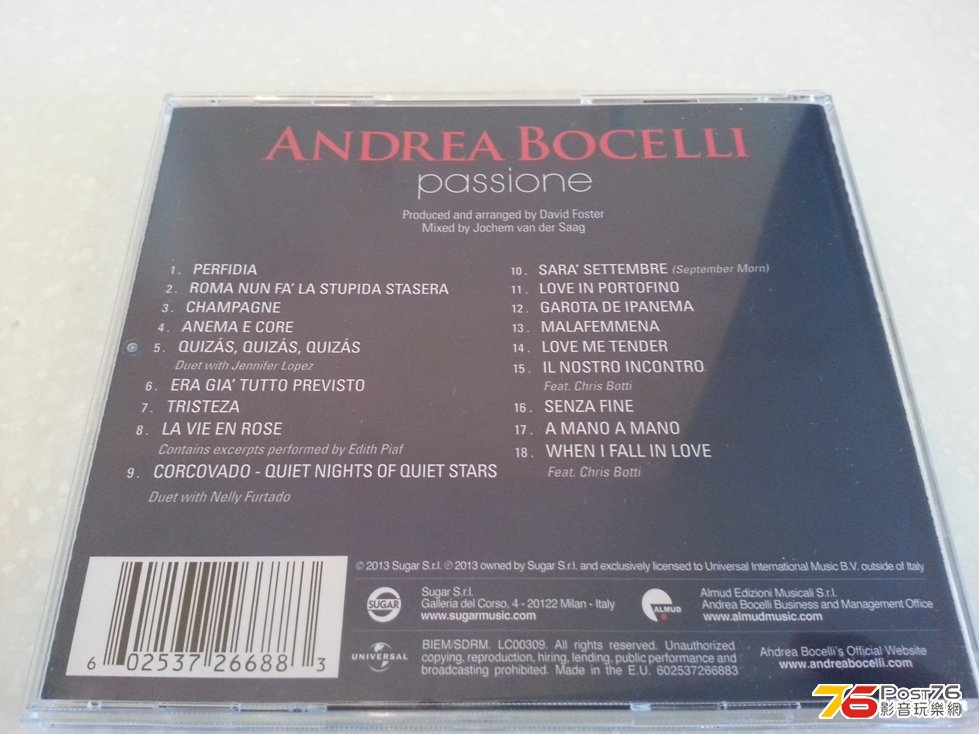 ANDREA BOCELLI
passione
Produced and arranged by David Foster
Mixed by Jochem van der Saag
1. PERFIDIA
2. ROMA NUN FA' LA STUPIDA STASERA
3. CHAMPAGNE
4. ANEMA E CORE
5. QUIZÁS, QUIZÁS, QUIZÁS
Duet with Jennifer Lopez
6. ERA GIA' TUTTO PREVISTO
7. TRISTEZA
8. LA VIE EN ROSE
Contains excerpts performed by Edith Piaf
9. CORCOVADO - QUIET NIGHTS OF QUIET STARS
Duet with Nelly Furtado
10. SARA' SETTEMBRE (September Morn)
11. LOVE IN PORTOFINO
12. GAROTA DE IPANEMA
13. MALAFEMMENA
14. LOVE ME TENDER
15. IL NOSTRO INCONTRO
Feat. Chris Botti
16. SENZA FINE
17. A MANO A MANO
18. WHEN I FALL IN LOVE
Feat. Chris Botti
6 02537 26688 3
© 2013 Sugar S.r.l. ℗ 2013 owned by Sugar S.r.l. and exclusively licensed to Universal International Music B.V. outside of Italy
SUGAR
Sugar S.r.l.
Galleria del Corso, 4 - 20122 Milan - Italy
www.sugarmusic.com
ALMUD
Almud Edizioni Musicali S.r.l.
Andrea Bocelli Business and Management Office
www.almudmusic.com
UNIVERSAL
BIEM/SDRM. LC00309. All rights reserved. Unauthorized
copying, reproduction, hiring, lending, public performance and
broadcasting prohibited. Made in the E.U. 602537266883
Andrea Bocelli's Official Website
www.andreabocelli.com
76 Post76
影音玩樂網